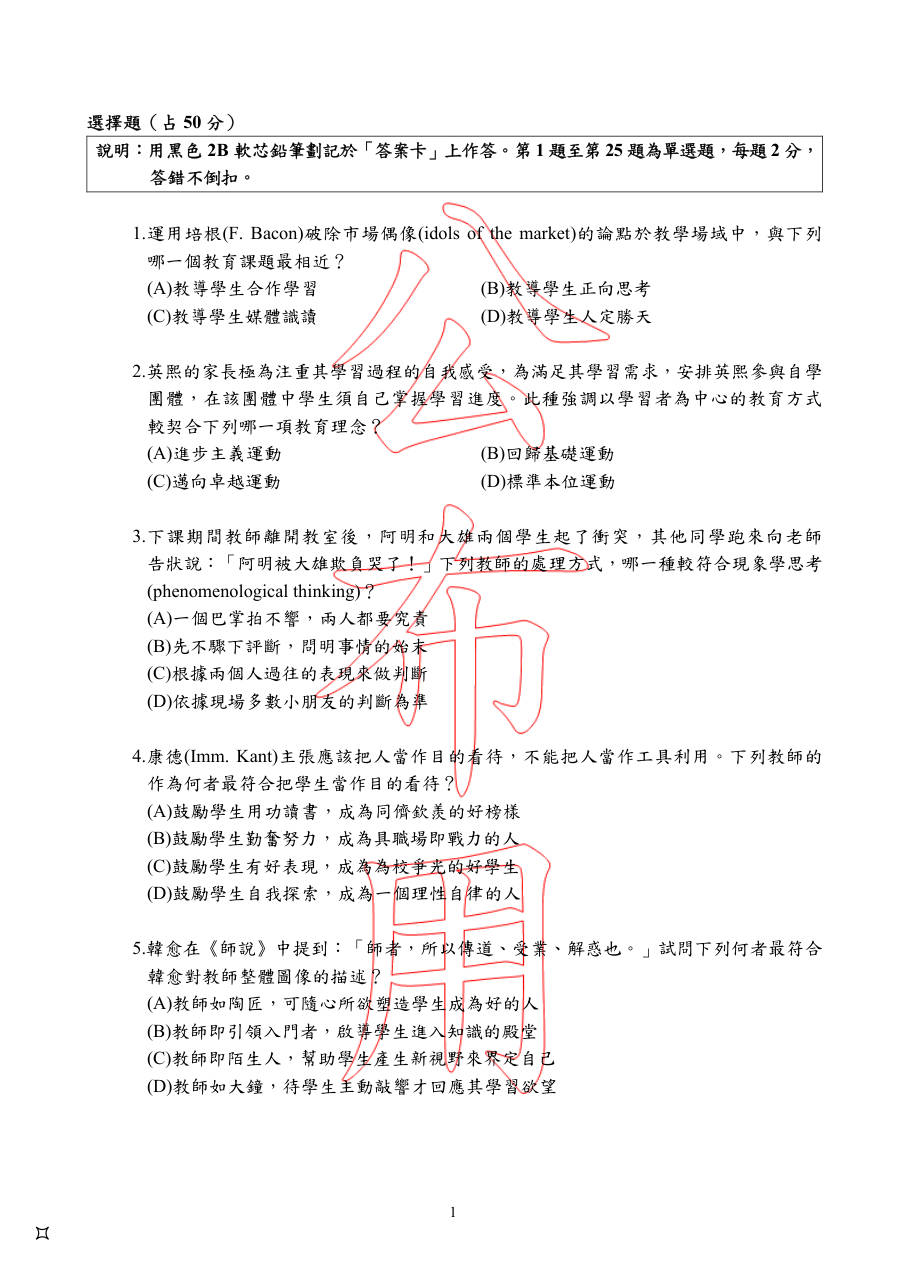 選擇題（占 50 分）
說明：用黑色 2B 軟芯鉛筆劃記於「答案卡」上作答。第 1 題至第 25 題為單選題，每題 2 分，
答錯不倒扣。
1.運用培根(F. Bacon)破除市場偶像(idols of the market)的論點於教學場域中，與下列
哪一個教育課題最相近？
(A)教導學生合作學習 (B)教導學生正向思考
(C)教導學生媒體識讀 (D)教導學生人定勝天
2.英熙的家長極為注重其學習過程的自我感受，為滿足其學習需求，安排英熙參與自學
團體，在該團體中學生須自己掌握學習進度。此種強調以學習者為中心的教育方式
較契合下列哪一項教育理念？
(A)進步主義運動 (B)回歸基礎運動
(C)邁向卓越運動 (D)標準本位運動
3.下課期間教師離開教室後，阿明和大雄兩個學生起了衝突，其他同學跑來向老師
告狀說：「阿明被大雄欺負哭了！」下列教師的處理方式，哪一種較符合現象學思考
(phenomenological thinking)？
(A)一個巴掌拍不響，兩人都要究責
(B)先不驟下評斷，問明事情的始末
(C)根據兩個人過往的表現來做判斷
(D)依據現場多數小朋友的判斷為準
4.康德(Imm. Kant)主張應該把人當作目的看待，不能把人當作工具利用。下列教師的
作為何者最符合把學生當作目的看待？
(A)鼓勵學生用功讀書，成為同儕欽羨的好榜樣
(B)鼓勵學生勤奮努力，成為具職場即戰力的人
(C)鼓勵學生有好表現，成為為校爭光的好學生
(D)鼓勵學生自我探索，成為一個理性自律的人
5.韓愈在《師說》中提到：「師者，所以傳道、受業、解惑也。」試問下列何者最符合
韓愈對教師整體圖像的描述？
(A)教師如陶匠，可隨心所欲塑造學生成為好的人
(B)教師即引領入門者，啟導學生進入知識的殿堂
(C)教師即陌生人，幫助學生產生新視野來界定自己
(D)教師如大鐘，待學生主動敲響才回應其學習欲望
公布用
1